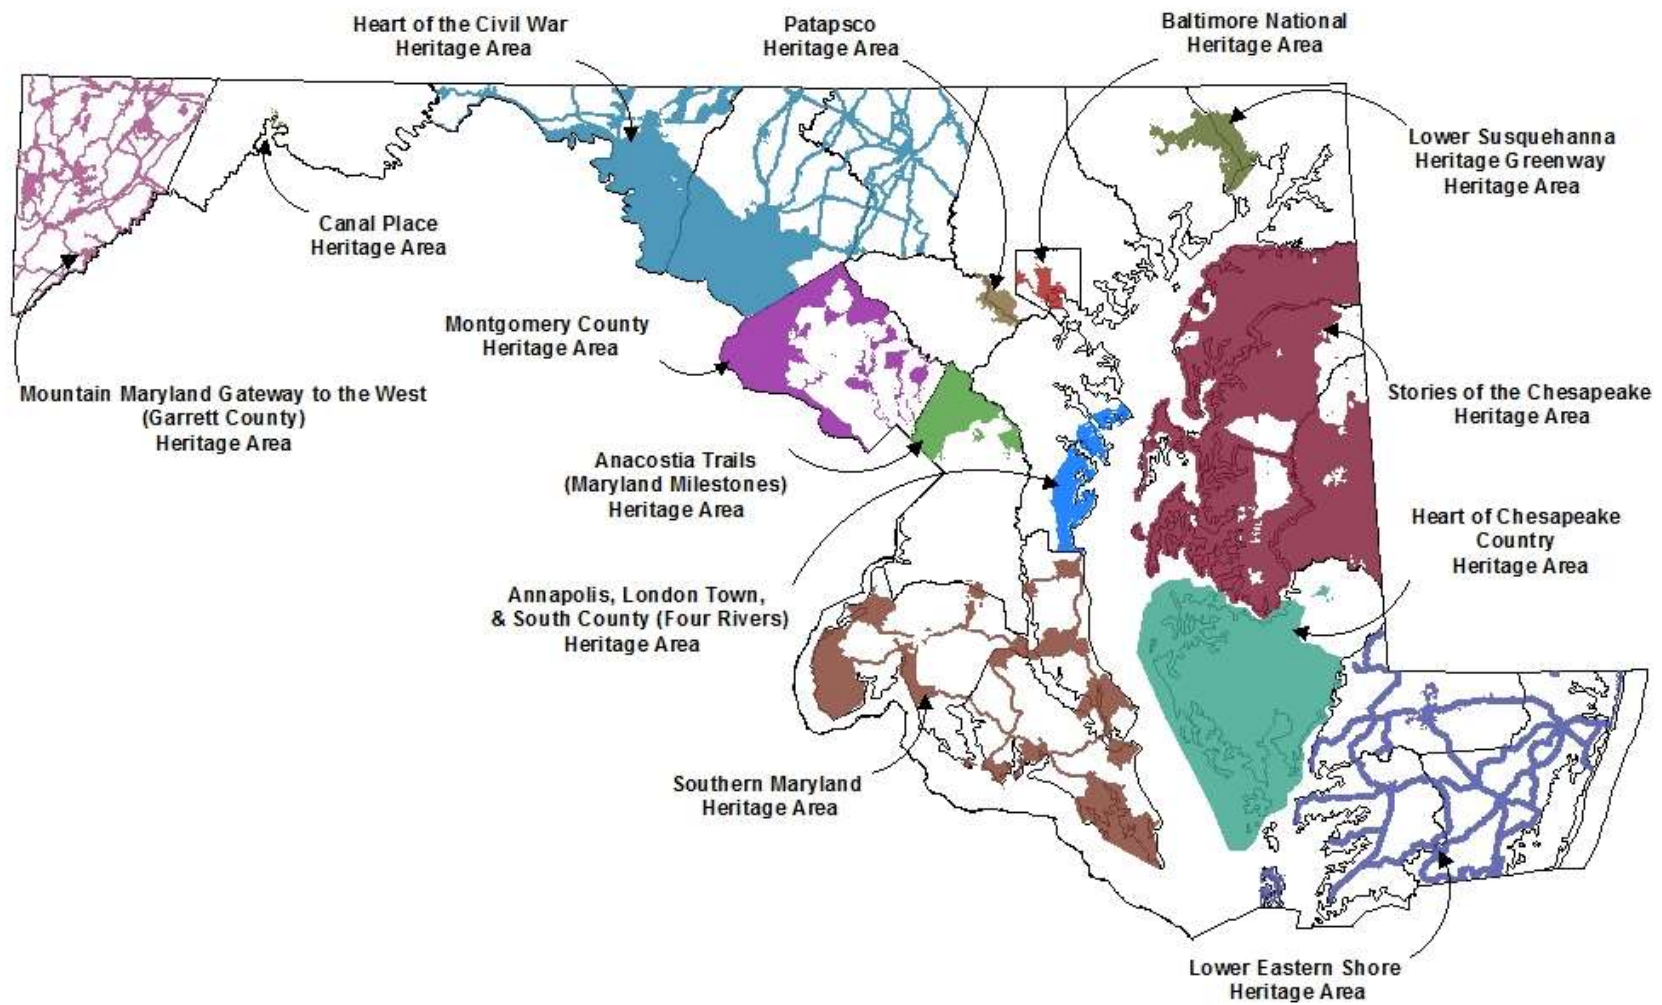 Heart of the Civil War
Heritage Area
Patapsco
Heritage Area
Baltimore National
Heritage Area
Lower Susquehanna
Heritage Greenway
Heritage Area
Canal Place
Heritage Area
Montgomery County
Heritage Area
Mountain Maryland Gateway to the West
(Garrett County)
Heritage Area
Stories of the Chesapeake
Heritage Area
Anacostia Trails
(Maryland Milestones)
Heritage Area
Heart of Chesapeake
Country
Heritage Area
Annapolis, London Town,
& South County (Four Rivers)
Heritage Area
Southern Maryland
Heritage Area
Lower Eastern Shore
Heritage Area